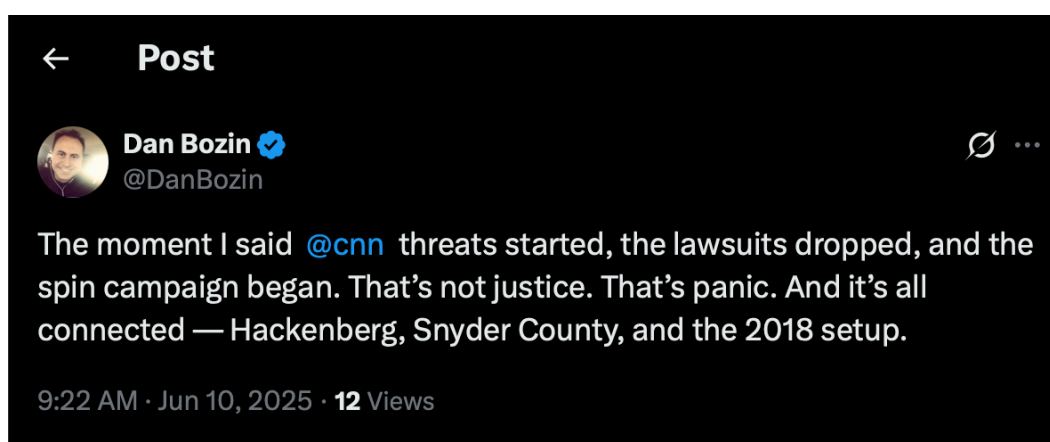 Post
Dan Bozin
@DanBozin
The moment I said @cnn threats started, the lawsuits dropped, and the
spin campaign began. That’s not justice. That’s panic. And it’s all
connected — Hackenberg, Snyder County, and the 2018 setup.
9:22 AM · Jun 10, 2025 · 12 Views